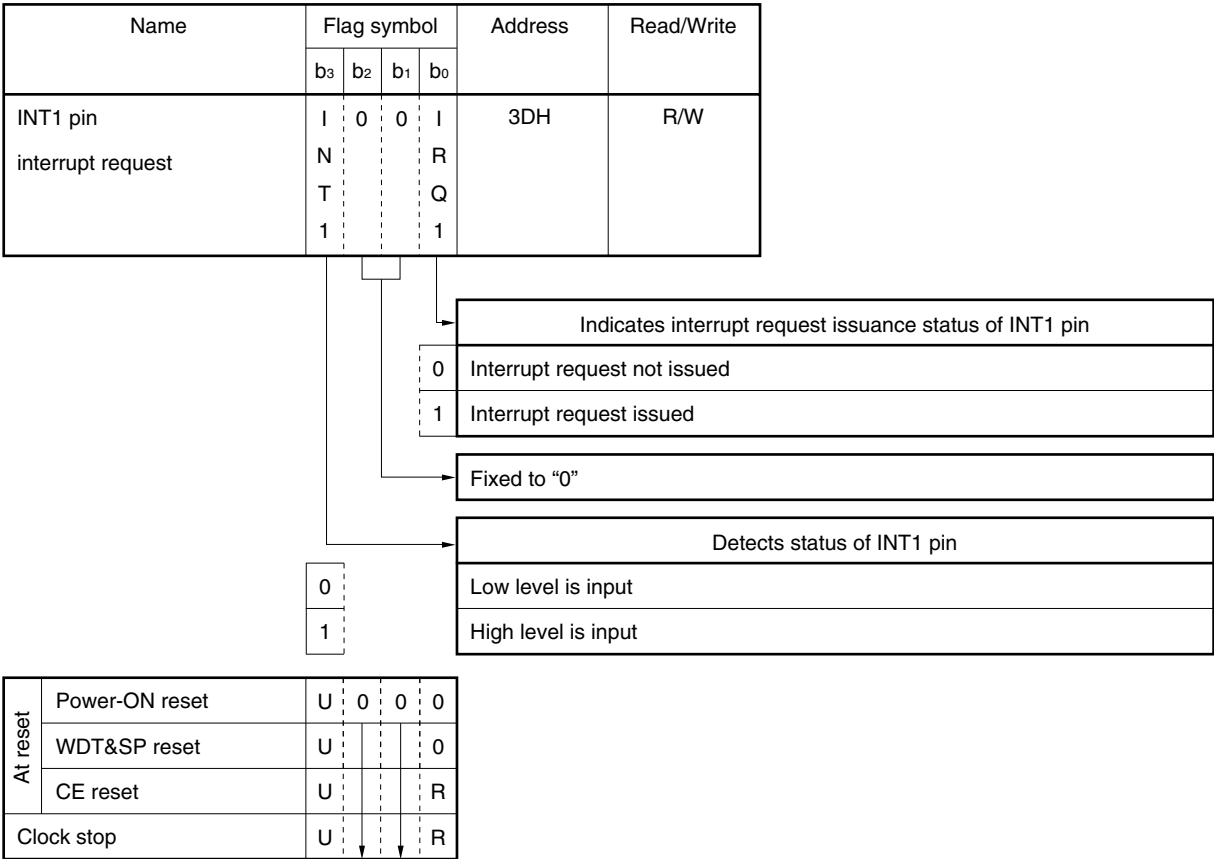 Name Flag symbol Address Read/Write
b3 b2 b1 b0
INT1 pin
interrupt request
I
N
T
1
0 0
I
R
Q
1
3DH R/W
Indicates interrupt request issuance status of INT1 pin
0 Interrupt request not issued
1 Interrupt request issued
Fixed to “0”
Detects status of INT1 pin
0 Low level is input
1 High level is input
At reset
Power-ON reset U 0 0 0
WDT&SP reset U 0
CE reset U R
Clock stop U R